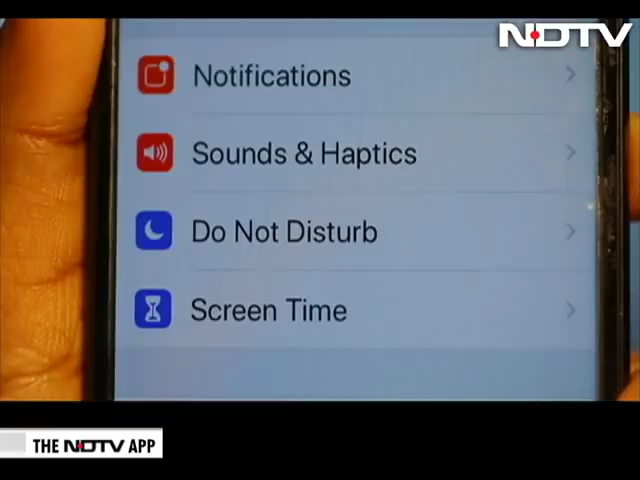 NDTV
Notifications
Sounds & Haptics
Do Not Disturb
Screen Time
THE NDTV APP